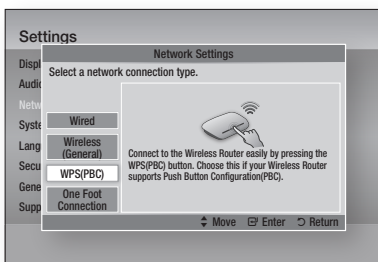 Settings
Network Settings
Select a network connection type.
Displ
Audio
Netw
Syste
Lang
Secu
Gene
Supp
Wired
Wireless
(General)
WPS(PBC)
One Foot
Connection
Connect to the Wireless Router easily by pressing the
WPS(PBC) button. Choose this if your Wireless Router
supports Push Button Configuration(PBC).
Move Enter Return